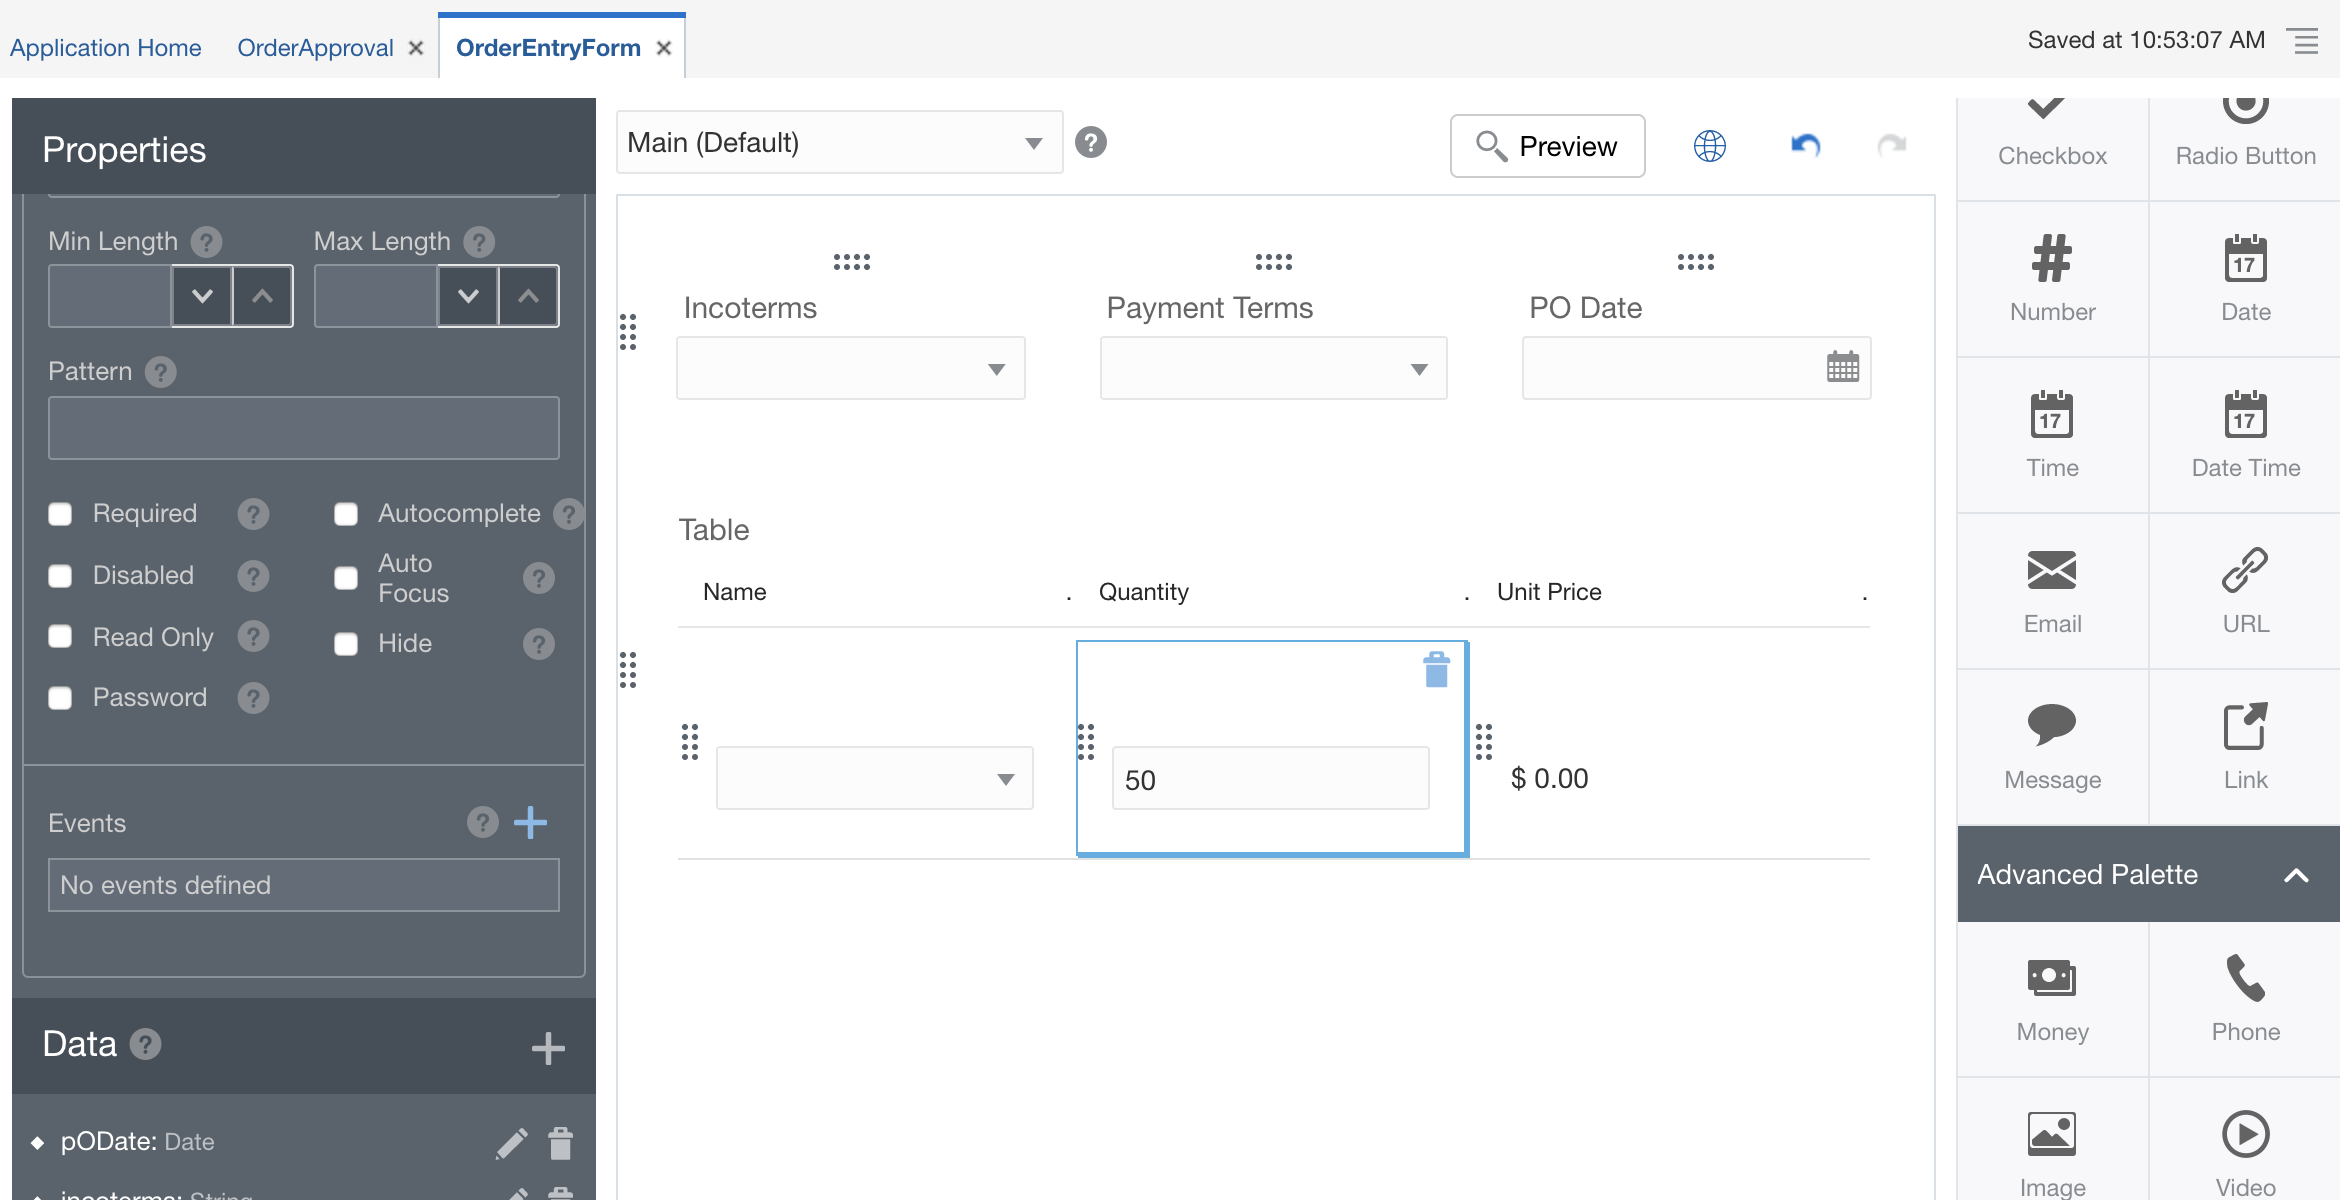 Application Home
OrderApproval
OrderEntryForm
Saved at 10:53:07 AM
Properties
Min Length ?
Max Length ?
Pattern ?
Required ?
Autocomplete ?
Disabled ?
Auto
Focus ?
Read Only ?
Hide ?
Password ?
Events ?
No events defined
Data ?
pODate: Date
incoterms: String
Main (Default)
?
Preview
Incoterms
Payment Terms
PO Date
Table
Name .
Quantity .
Unit Price .
50
$ 0.00
Checkbox
Radio Button
Number
17
Date
17
Time
17
Date Time
Email
URL
Message
Link
Advanced Palette
Money
Phone
Image
Video